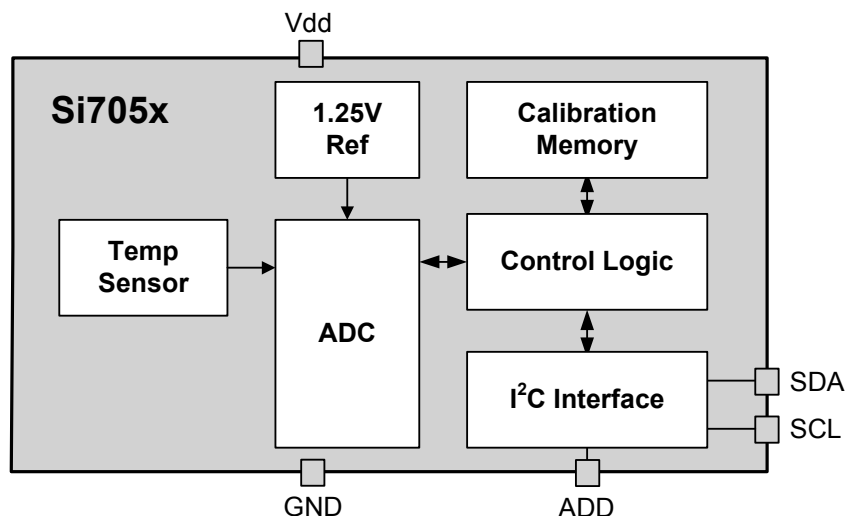 Vdd
Si705x
1.25V
Ref
Calibration
Memory
Temp
Sensor
ADC
Control Logic
I²C Interface
SDA
SCL
GND
ADD